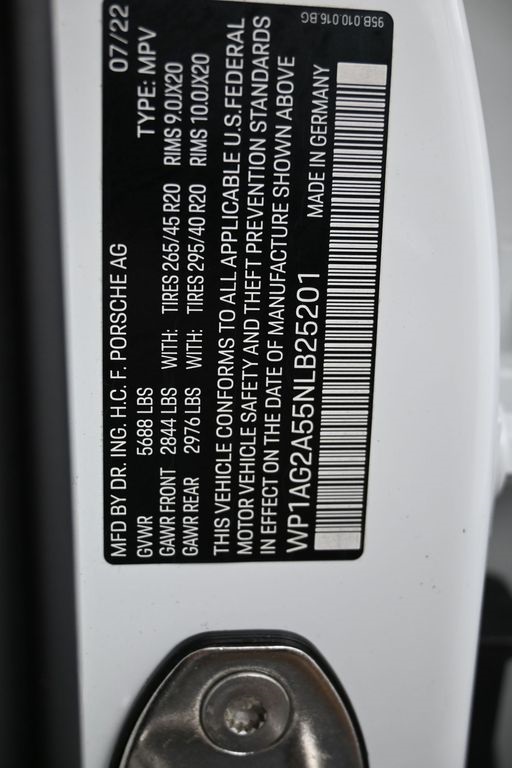 MFD BY DR. ING. H.C. F. PORSCHE AG 07/22
GVWR 5688 LBS TYPE: MPV
GAWR FRONT 2844 LBS WITH: TIRES 265/45 R20 RIMS 9.0JX20
GAWR REAR 2976 LBS WITH: TIRES 295/40 R20 RIMS 10.0JX20
THIS VEHICLE CONFORMS TO ALL APPLICABLE U.S.FEDERAL
MOTOR VEHICLE SAFETY AND THEFT PREVENTION STANDARDS
IN EFFECT ON THE DATE OF MANUFACTURE SHOWN ABOVE
WP1AG2A55NLB25201 MADE IN GERMANY
95B.010.016.BG